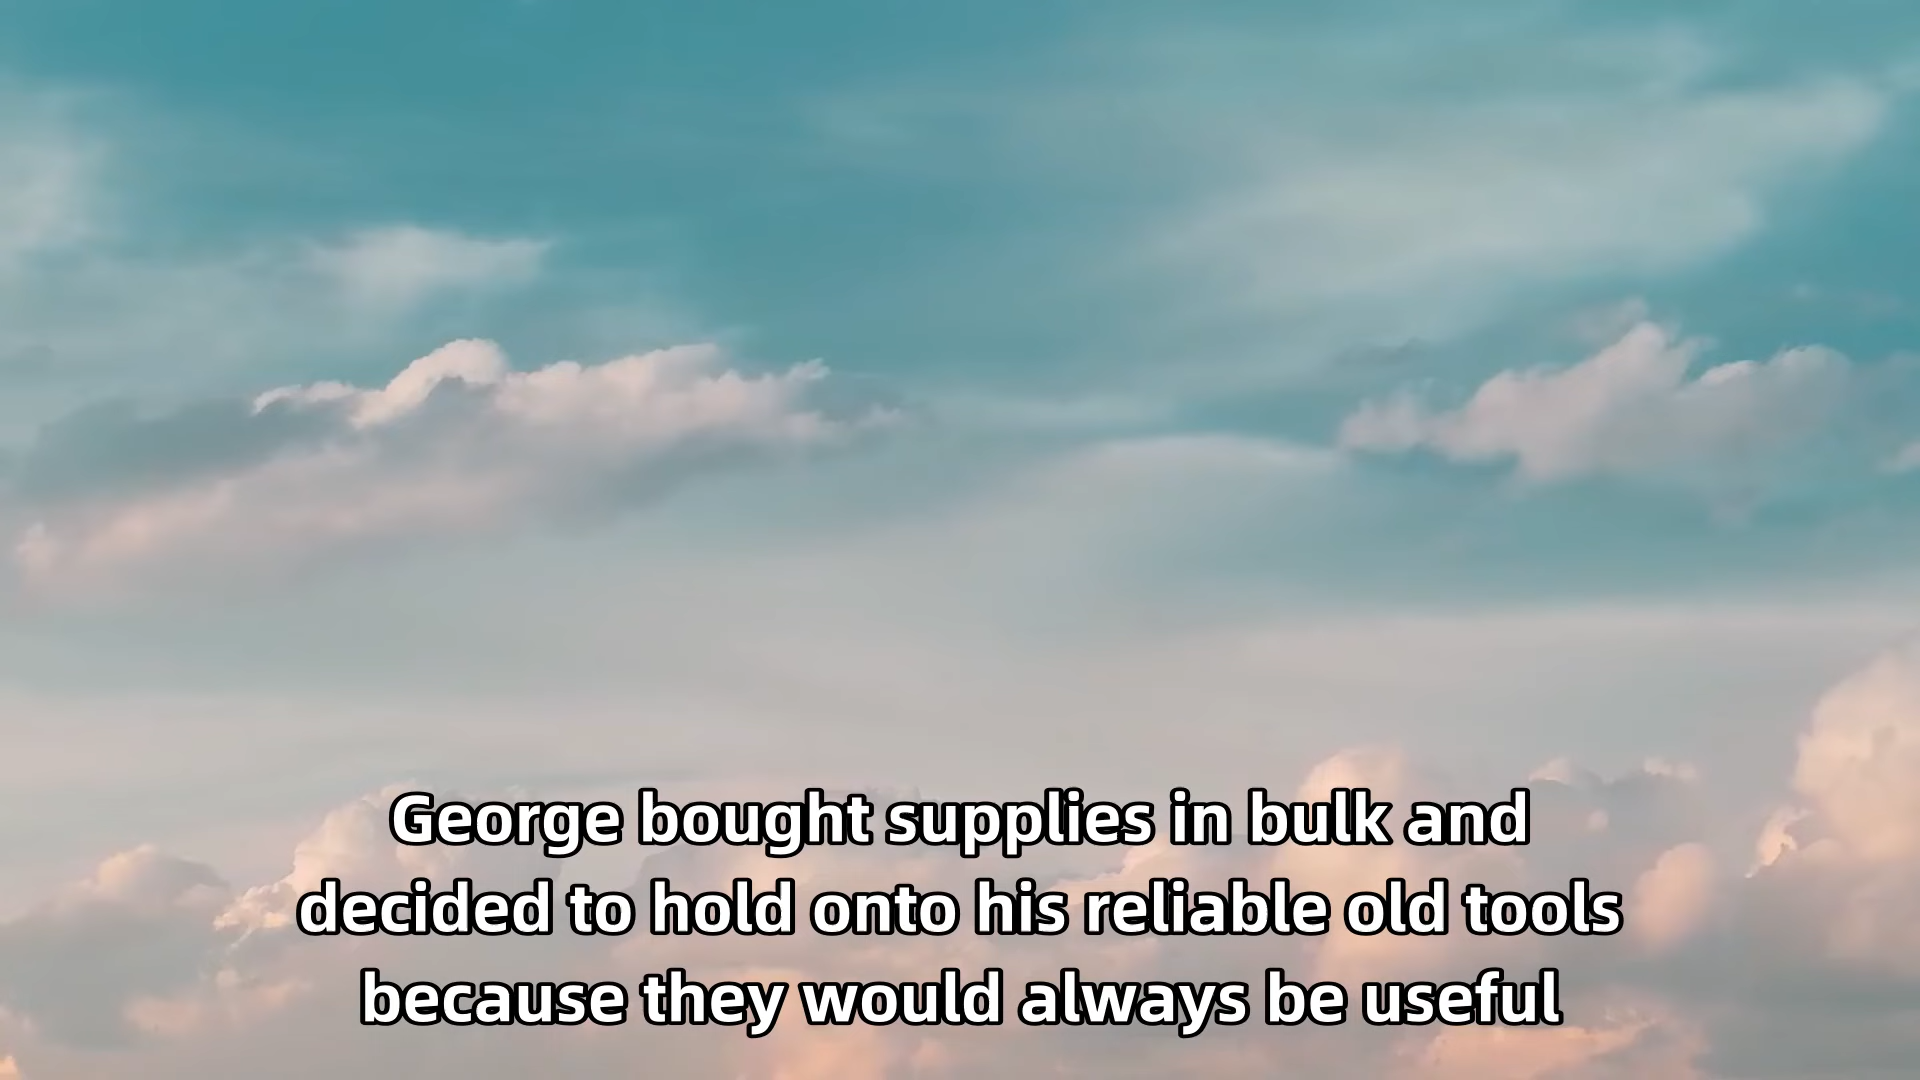 George bought supplies in bulk and
decided to hold onto his reliable old tools
because they would always be useful